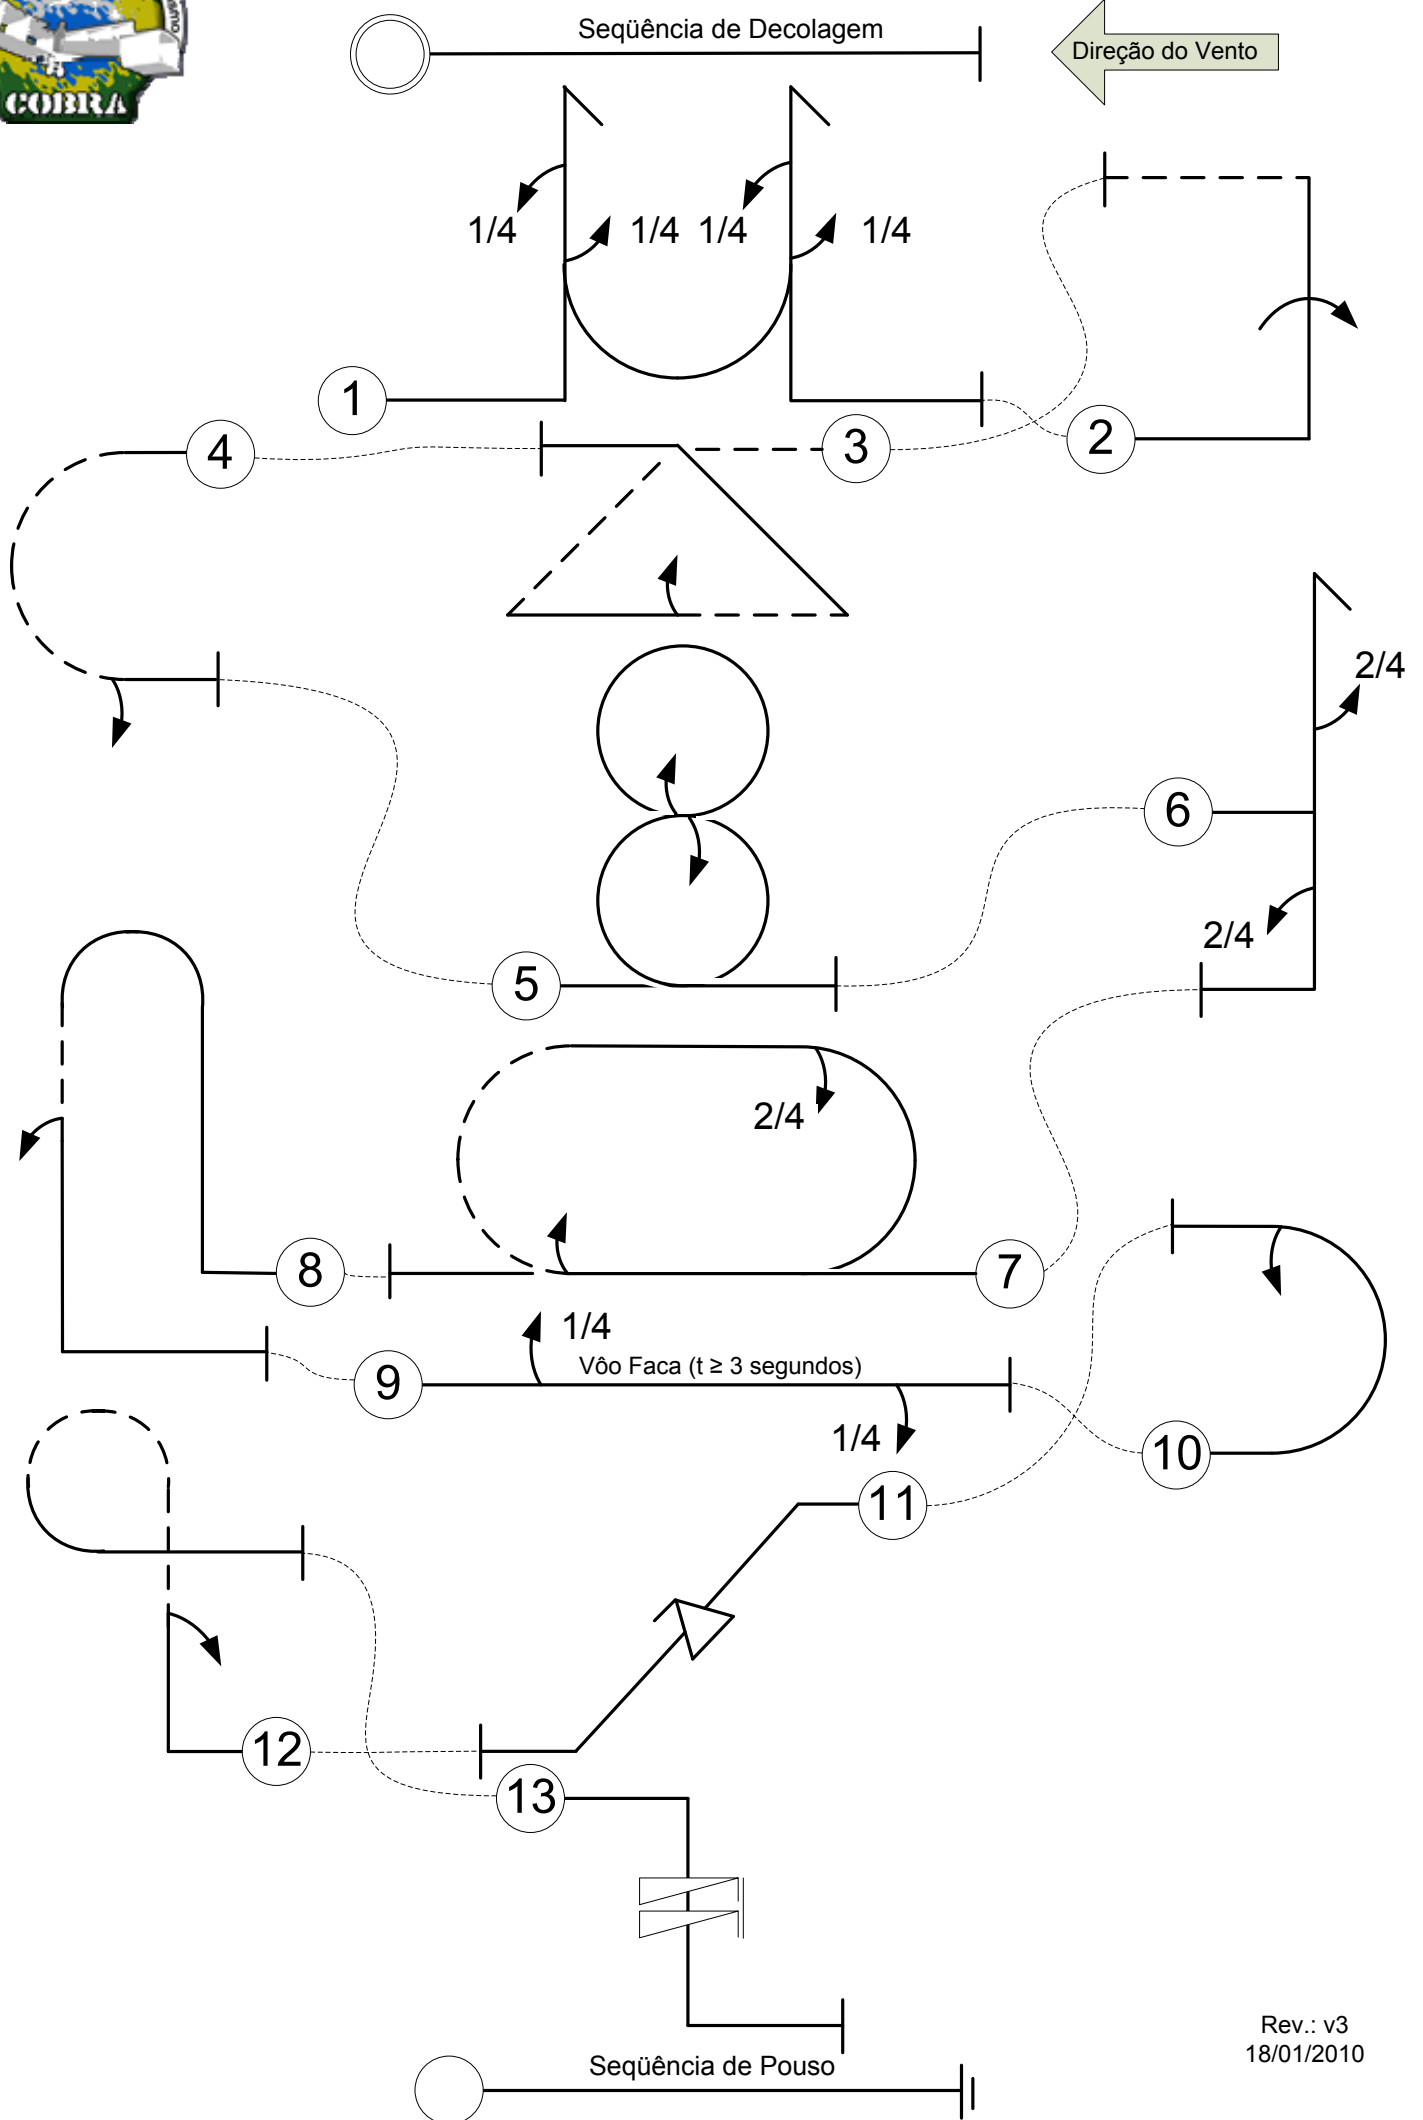 COBRA
Seqüência de Decolagem
Direção do Vento
1/4 1/4 1/4 1/4
1
2
3
4
2/4
6
2/4
5
2/4
7
8
1/4
Vôo Faca (t ≥ 3 segundos)
9
1/4
10
11
12
13
Rev.: v3
18/01/2010
Seqüência de Pouso